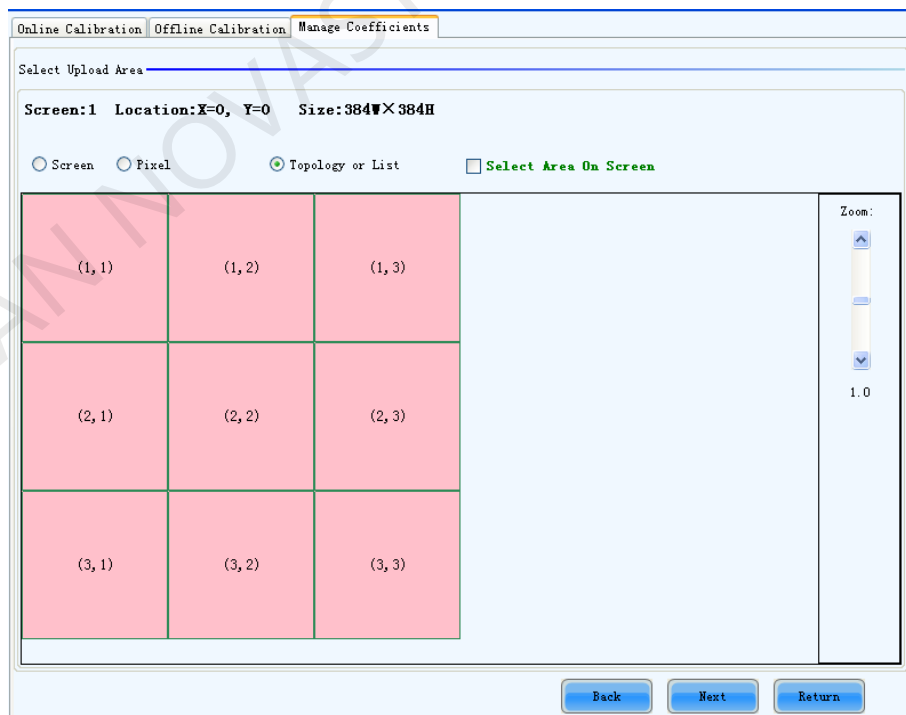 Online Calibration Offline Calibration Manage Coefficients
Select Upload Area
Screen:1 Location:X=0, Y=0 Size:384W×384H
Screen Pixel Topology or List Select Area On Screen
Zoom:
(1,1) (1,2) (1,3)
1.0
(2,1) (2,2) (2,3)
(3,1) (3,2) (3,3)
Back Next Return
AN NOVAST